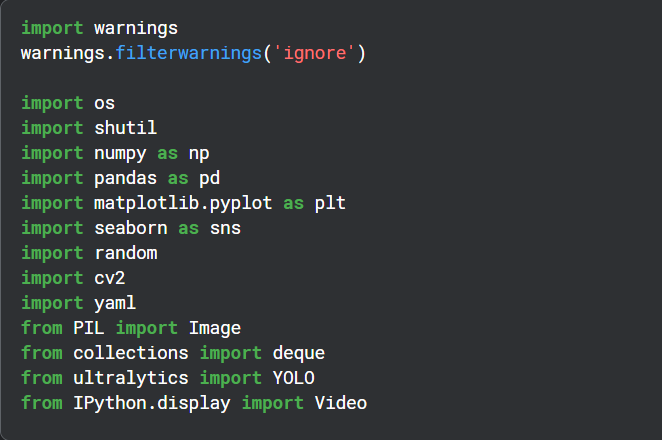 import warnings
warnings.filterwarnings('ignore')
import os
import shutil
import numpy as np
import pandas as pd
import matplotlib.pyplot as plt
import seaborn as sns
import random
import cv2
import yaml
from PIL import Image
from collections import deque
from ultralytics import YOLO
from IPython.display import Video